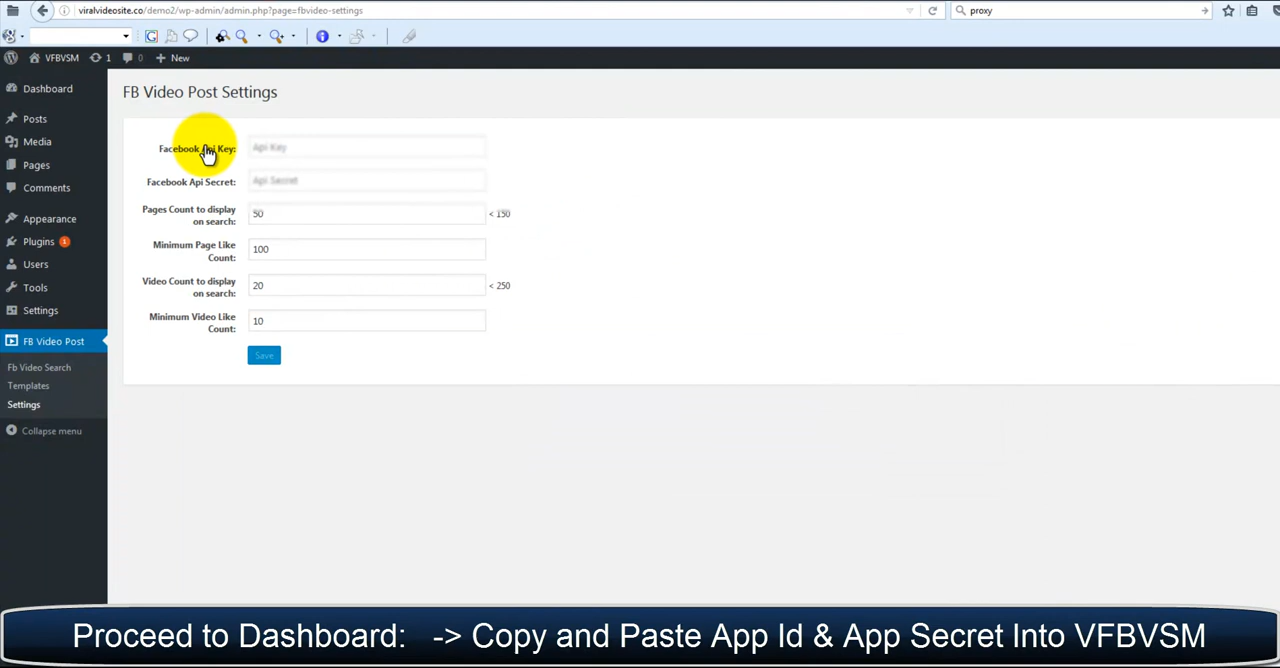 viralvideosite.co/demo2/wp-admin/admin.php?page=fbvideo-settings
proxy
VFBVSM
1
0
New
Dashboard
Posts
Media
Pages
Comments
Appearance
Plugins 1
Users
Tools
Settings
FB Video Post
Fb Video Search
Templates
Settings
Collapse menu
FB Video Post Settings
Facebook Api Key: Api Key
Facebook Api Secret: Api Secret
Pages Count to display
on search:
50 < 150
Minimum Page Like
Count:
100
Video Count to display
on search:
20 < 250
Minimum Video Like
Count:
10
Save
Proceed to Dashboard: -> Copy and Paste App Id & App Secret Into VFBVSM